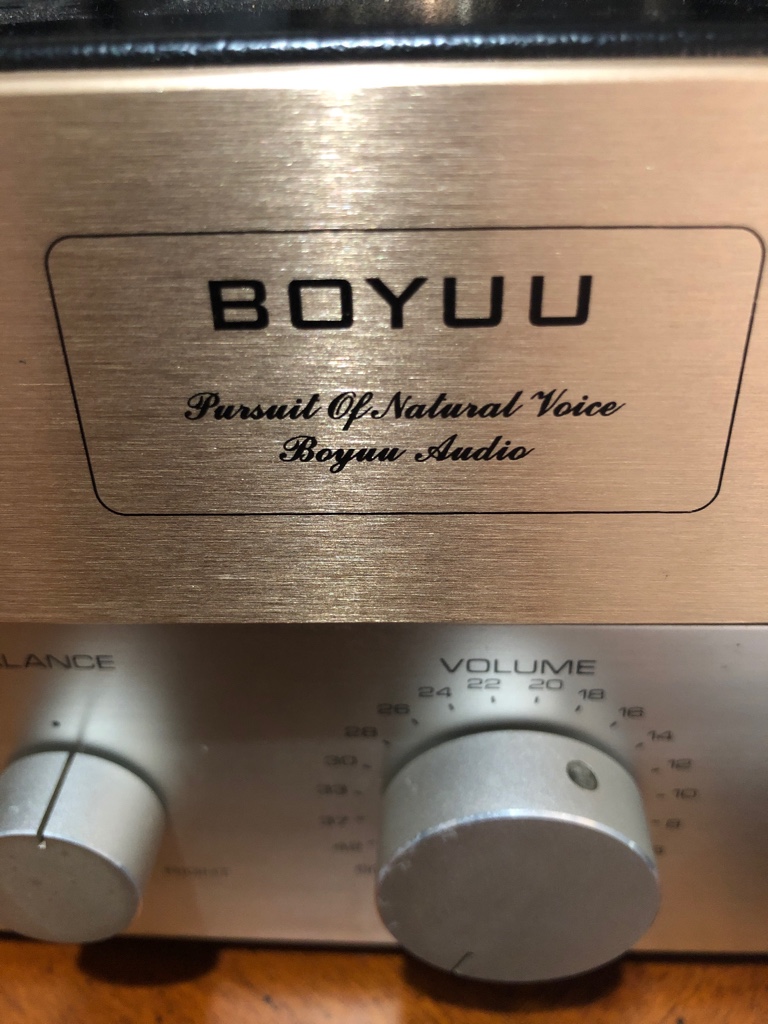 BOYUU
Pursuit Of Natural Voice
Boyuu Audio
LANCE
VOLUME
28 26 24 22 20 18 16 14
30 12
33 10
37 8